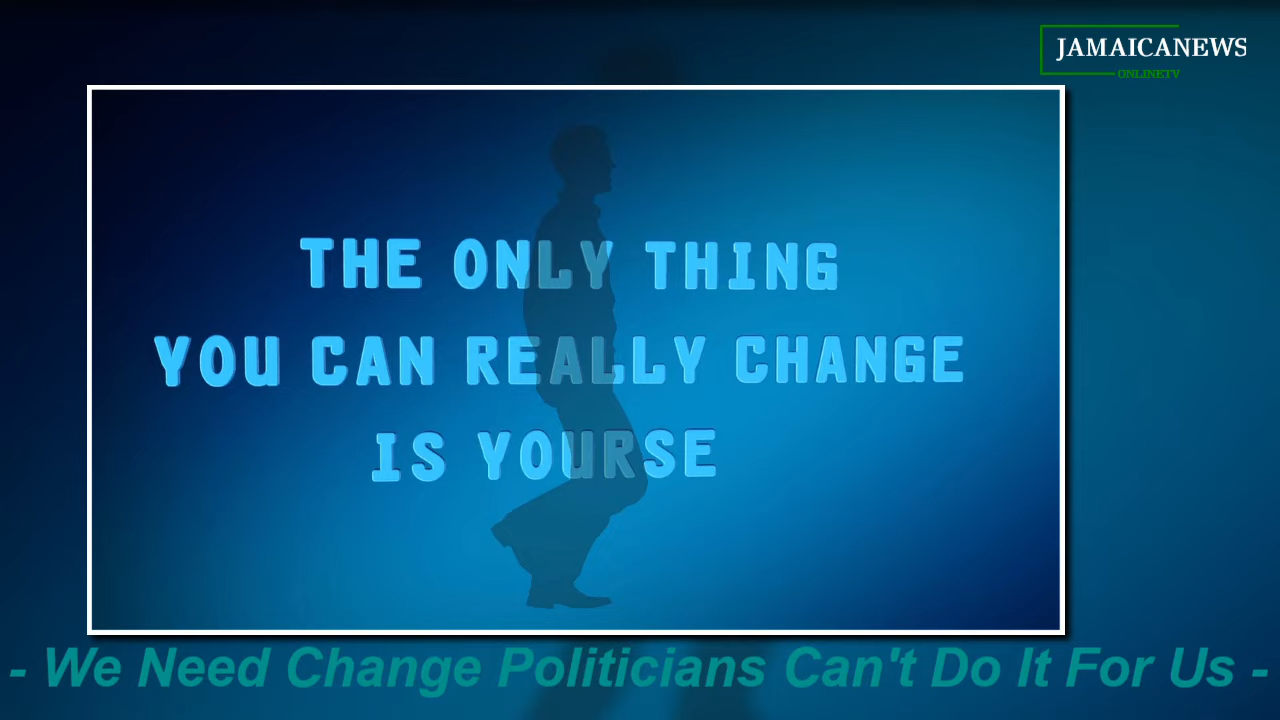 JAMAICANEWS
ONLINETV
THE ONLY THING
YOU CAN REALLY CHANGE
IS YOURSE
- We Need Change Politicians Can't Do It For Us -